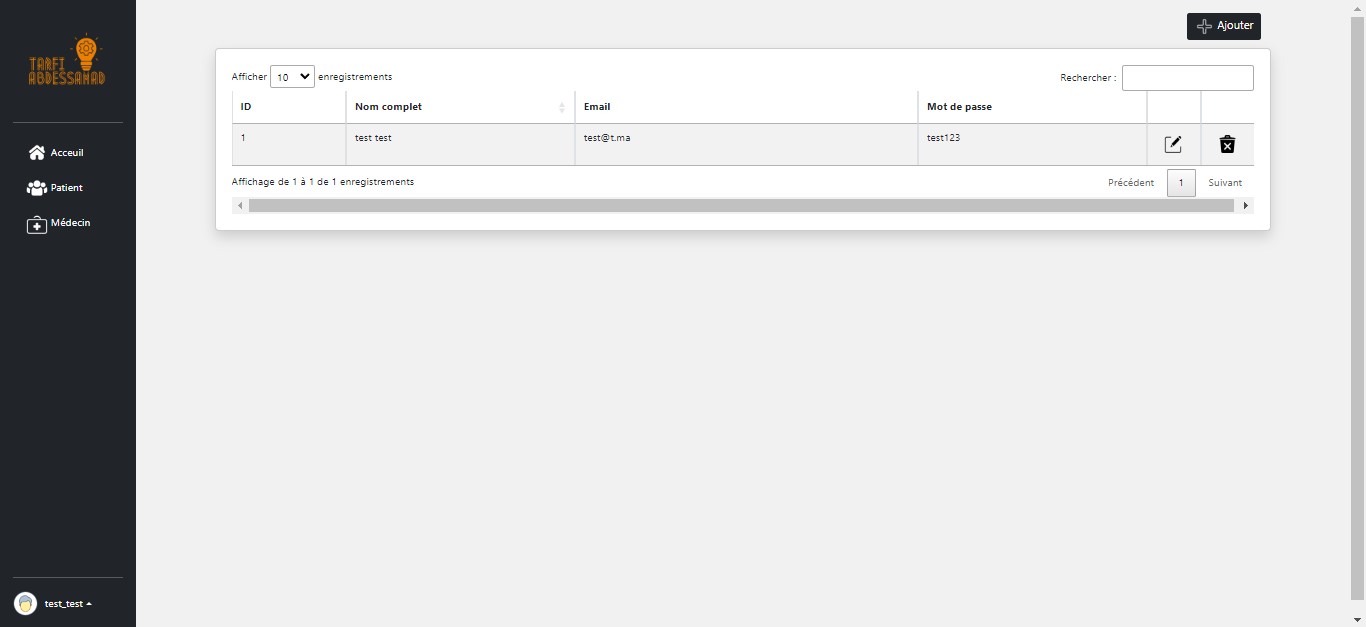 TARFI
ABDESSAMAD
Acceuil
Patient
Médecin
test_test
Ajouter
Afficher 10 enregistrements
Rechercher :
ID Nom complet Email Mot de passe
1 test test test@t.ma test123
Affichage de 1 à 1 de 1 enregistrements
Précédent 1 Suivant